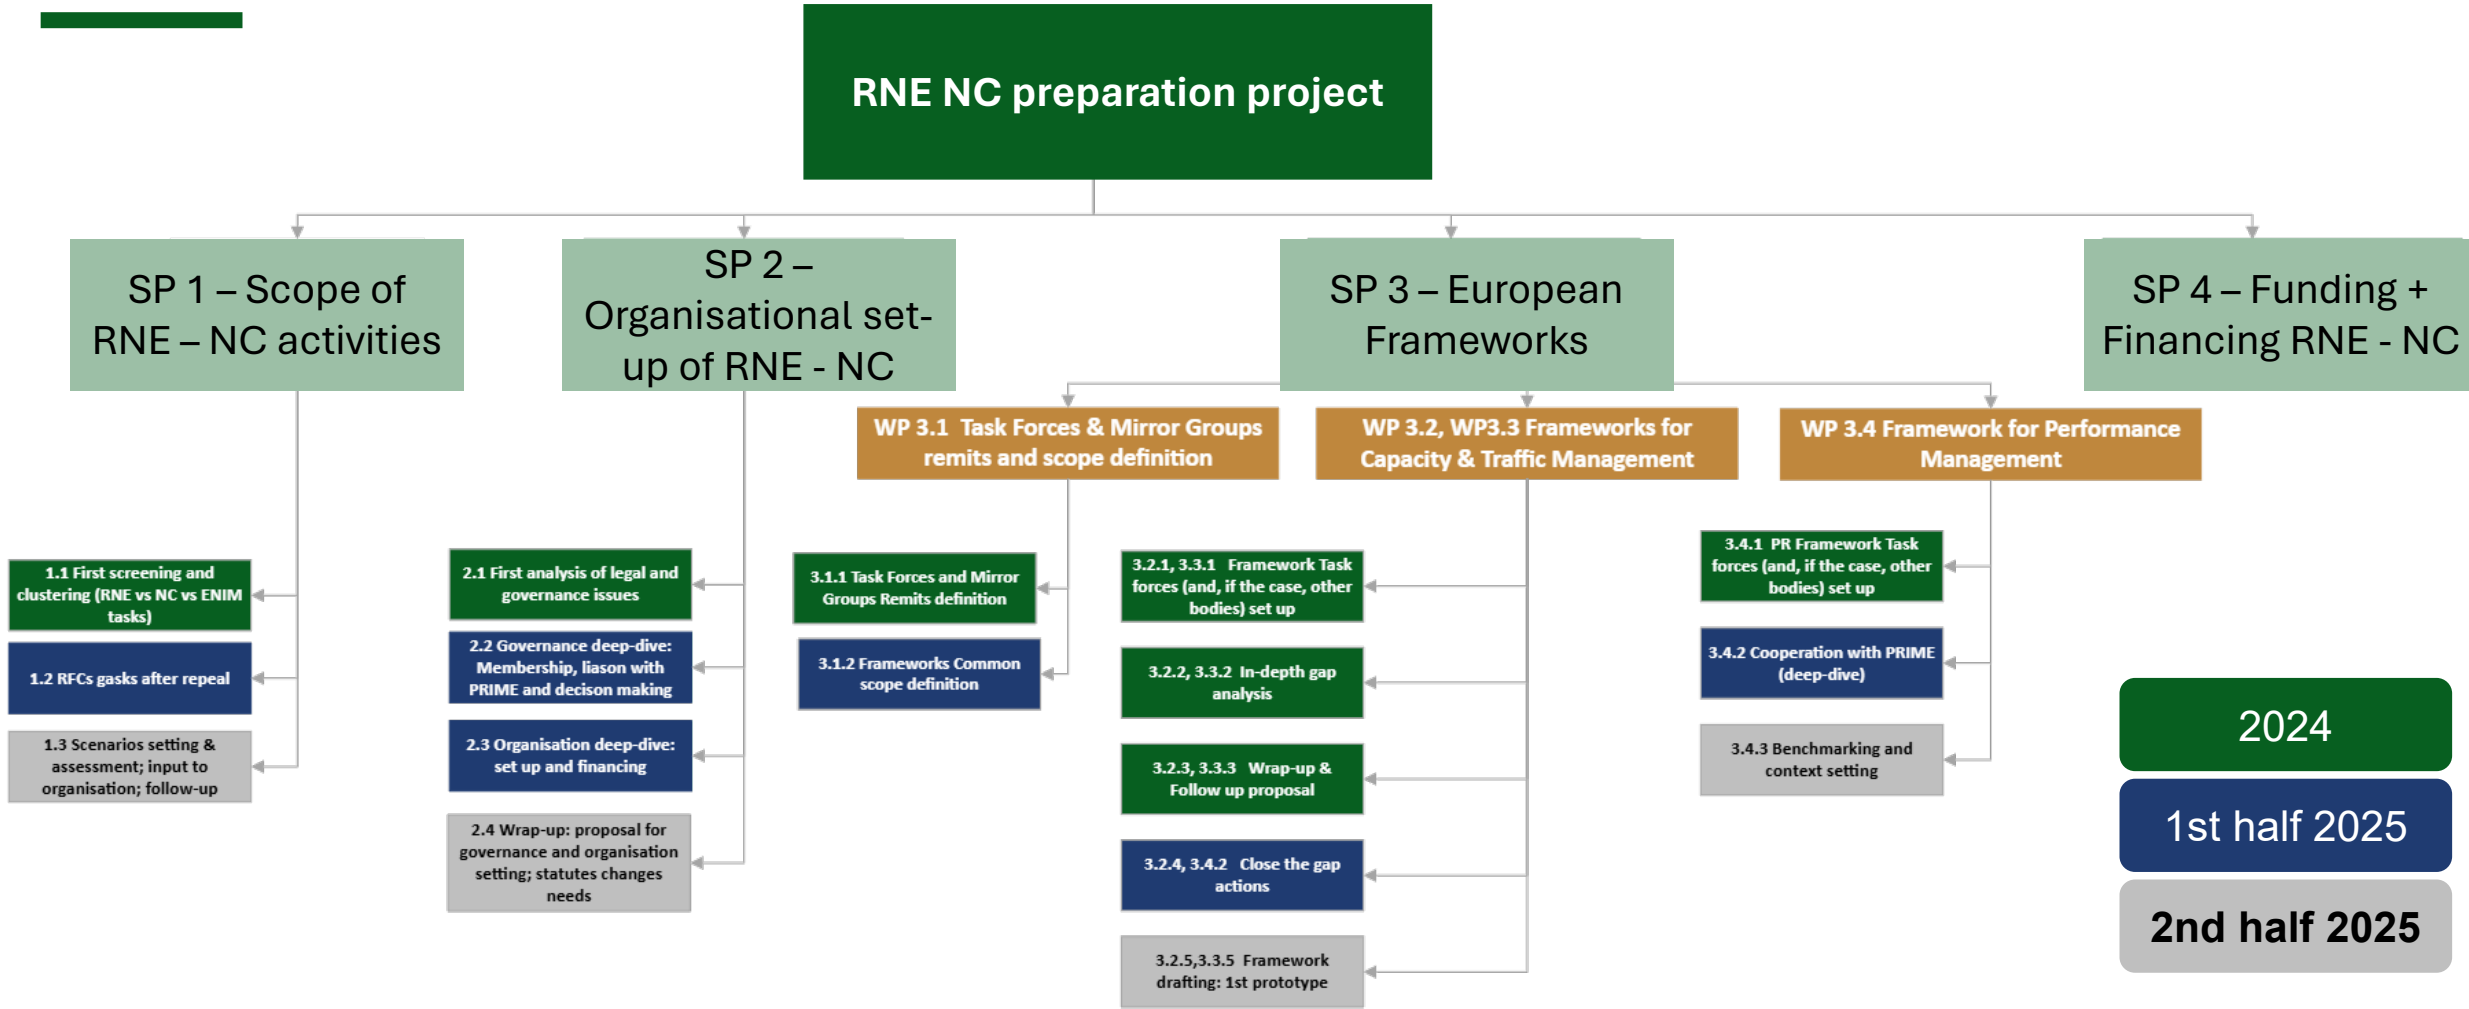 RNE NC preparation project
SP 1 – Scope of
RNE – NC activities
SP 2 –
Organisational set-
up of RNE - NC
SP 3 – European
Frameworks
SP 4 – Funding +
Financing RNE - NC
WP 3.1 Task Forces & Mirror Groups
remits and scope definition
WP 3.2, WP3.3 Frameworks for
Capacity & Traffic Management
WP 3.4 Framework for Performance
Management
1.1 First screening and
clustering (RNE vs NC vs ENIM
tasks)
1.2 RFCs gasks after repeal
1.3 Scenarios setting &
assessment; input to
organisation; follow-up
2.1 First analysis of legal and
governance issues
2.2 Governance deep-dive:
Membership, liason with
PRIME and decison making
2.3 Organisation deep-dive:
set up and financing
2.4 Wrap-up: proposal for
governance and organisation
setting; statutes changes
needs
3.1.1 Task Forces and Mirror
Groups Remits definition
3.1.2 Frameworks Common
scope definition
3.2.1, 3.3.1 Framework Task
forces (and, if the case, other
bodies) set up
3.2.2, 3.3.2 In-depth gap
analysis
3.2.3, 3.3.3 Wrap-up &
Follow up proposal
3.2.4, 3.4.2 Close the gap
actions
3.2.5,3.3.5 Framework
drafting: 1st prototype
3.4.1 PR Framework Task
forces (and, if the case, other
bodies) set up
3.4.2 Cooperation with PRIME
(deep-dive)
3.4.3 Benchmarking and
context setting
2024
1st half 2025
2nd half 2025